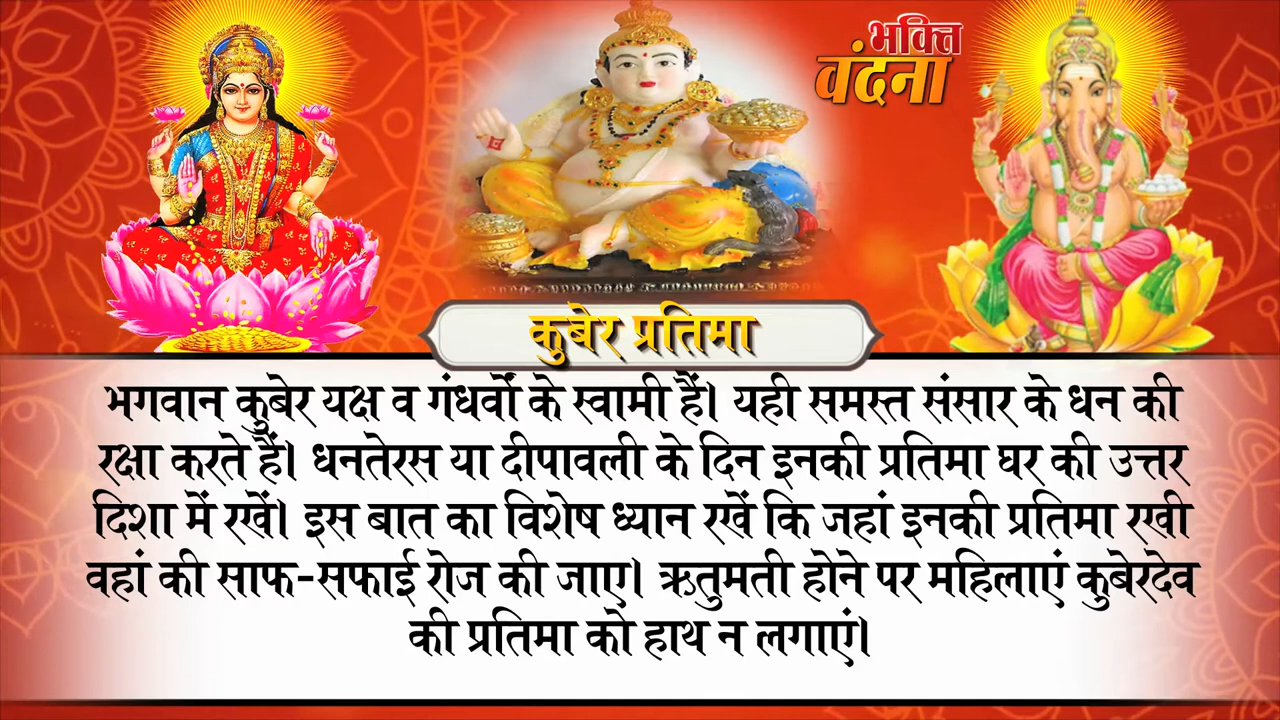 भक्ति
वंदना
कुबेर प्रतिमा
भगवान कुबेर यक्ष व गंधर्वों के स्वामी हैं। यही समस्त संसार के धन की
रक्षा करते हैं। धनतेरस या दीपावली के दिन इनकी प्रतिमा घर की उत्तर
दिशा में रखें। इस बात का विशेष ध्यान रखें कि जहां इनकी प्रतिमा रखी
वहां की साफ-सफाई रोज की जाए। ऋतुमती होने पर महिलाएं कुबेरदेव
की प्रतिमा को हाथ न लगाएं।